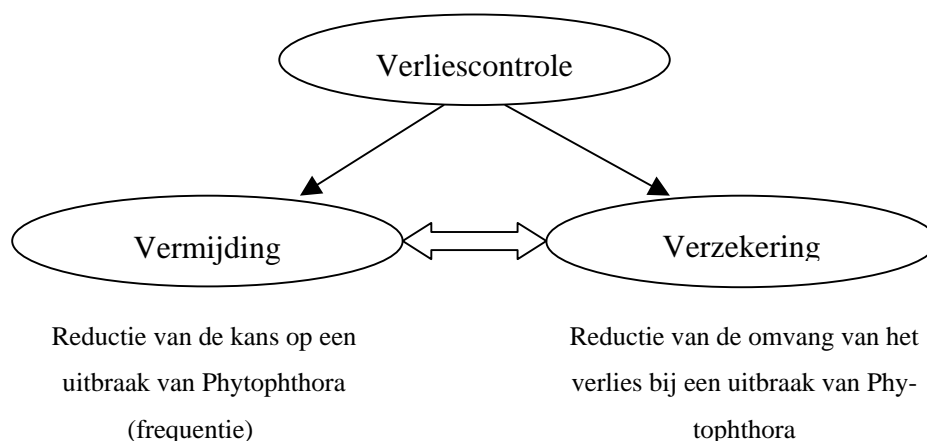 Verliescontrole
Vermijding
Verzekering
Reductie van de kans op een
uitbraak van Phytophthora
(frequentie)
Reductie van de omvang van het
verlies bij een uitbraak van Phy-
tophthora